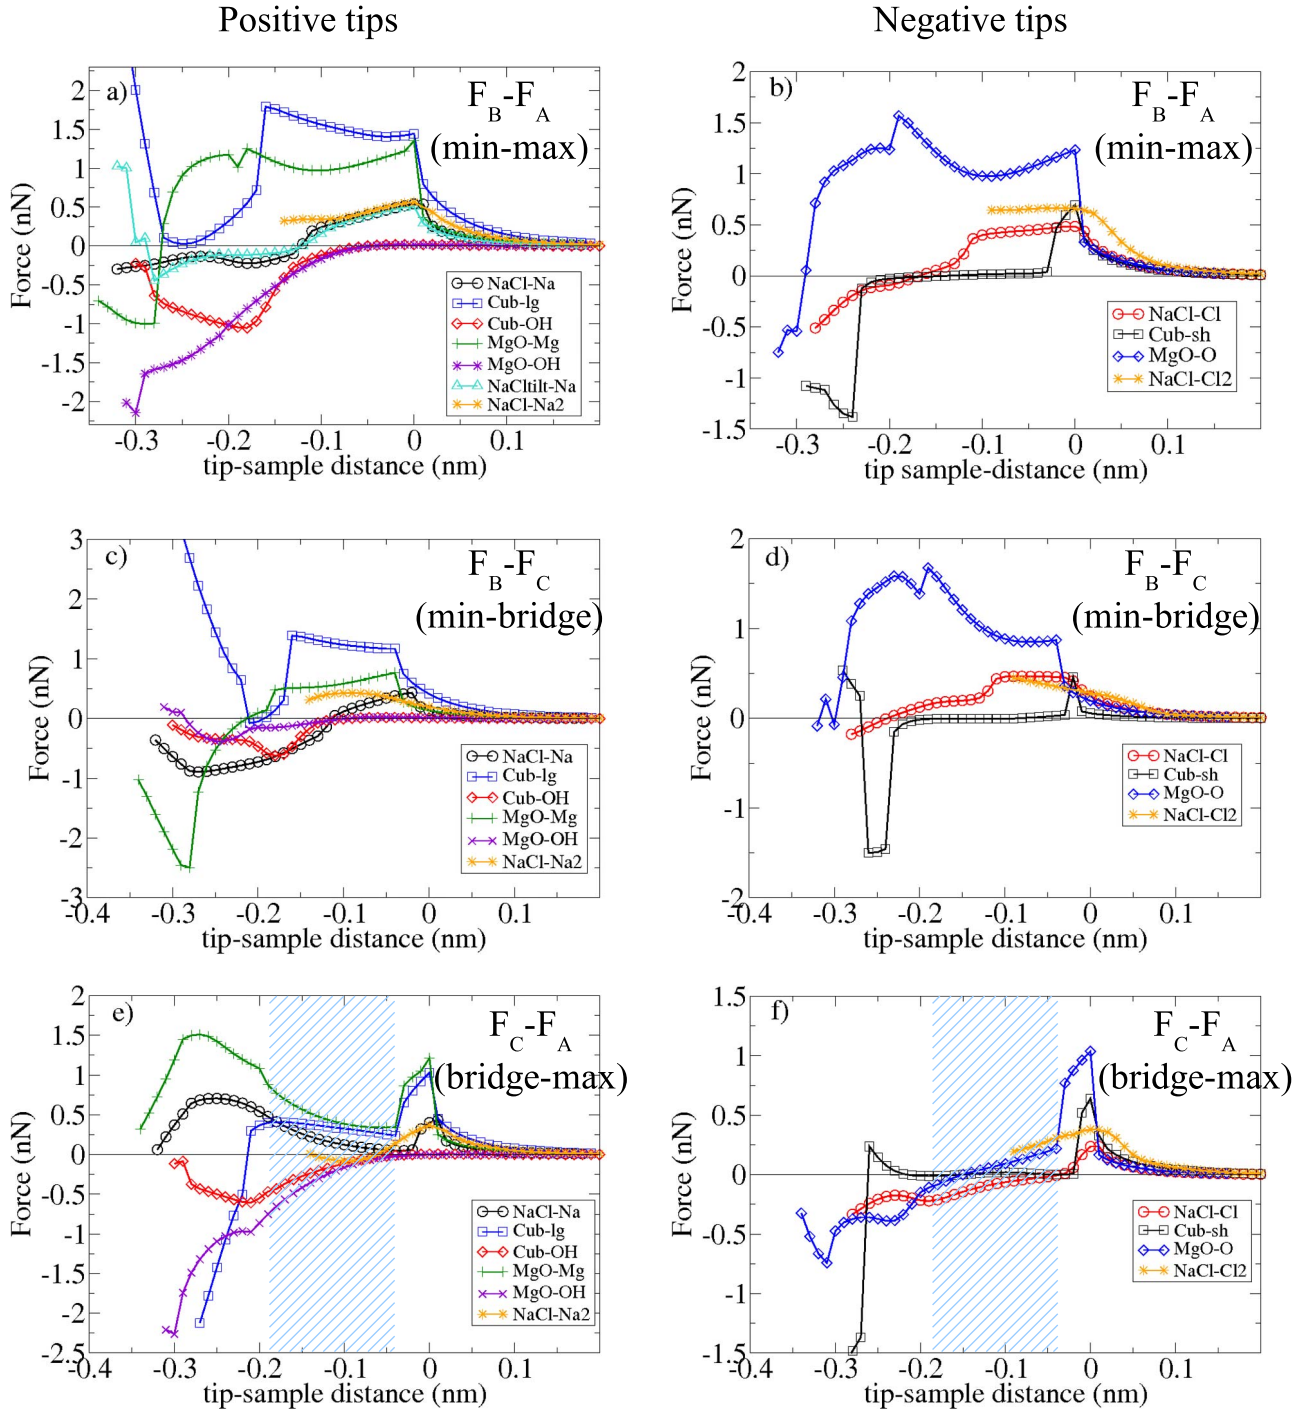 Positive tips
Negative tips
a)
F_B-F_A
(min-max)
2
1.5
1
0.5
0
-0.5
-1
-1.5
-2
Force (nN)
-0.3 -0.2 -0.1 0 0.1
tip-sample distance (nm)
NaCl-Na
Cub-lg
Cub-OH
MgO-Mg
MgO-OH
NaCltilt-Na
NaCl-Na2
b)
F_B-F_A
(min-max)
2
1.5
1
0.5
0
-0.5
-1
-1.5
Force (nN)
-0.3 -0.2 -0.1 0 0.1
tip sample-distance (nm)
NaCl-Cl
Cub-sh
MgO-O
NaCl-Cl2
c)
F_B-F_C
(min-bridge)
3
2
1
0
-1
-2
-3
Force (nN)
-0.4 -0.3 -0.2 -0.1 0 0.1
tip-sample distance (nm)
NaCl-Na
Cub-lg
Cub-OH
MgO-Mg
MgO-OH
NaCl-Na2
d)
F_B-F_C
(min-bridge)
2
1
0
-1
-2
Force (nN)
-0.4 -0.3 -0.2 -0.1 0 0.1
tip-sample distance (nm)
NaCl-Cl
Cub-sh
MgO-O
NaCl-Cl2
e)
F_C-F_A
(bridge-max)
2
1.5
1
0.5
0
-0.5
-1
-1.5
-2
-2.5
Force (nN)
-0.4 -0.3 -0.2 -0.1 0 0.1
tip-sample distance (nm)
NaCl-Na
Cub-lg
Cub-OH
MgO-Mg
MgO-OH
NaCl-Na2
f)
F_C-F_A
(bridge-max)
1.5
1
0.5
0
-0.5
-1
-1.5
Force (nN)
-0.4 -0.3 -0.2 -0.1 0 0.1
tip-sample distance (nm)
NaCl-Cl
Cub-sh
MgO-O
NaCl-Cl2